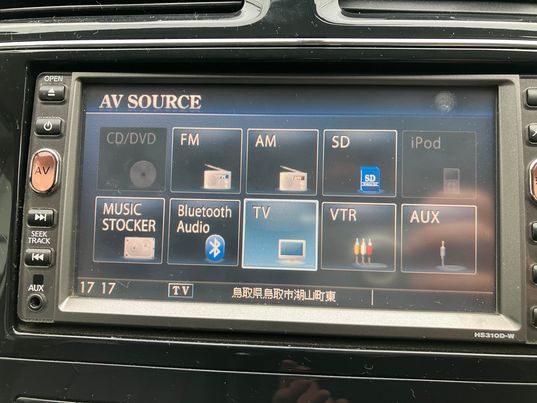 OPEN
AV SOURCE
CD/DVD
FM
AM
SD
iPod
SD
AV
MUSIC STOCKER
Bluetooth Audio
TV
VTR
AUX
SEEK
TRACK
AUX
17 17
TV
鳥取県鳥取市湖山町東
HS310D-W